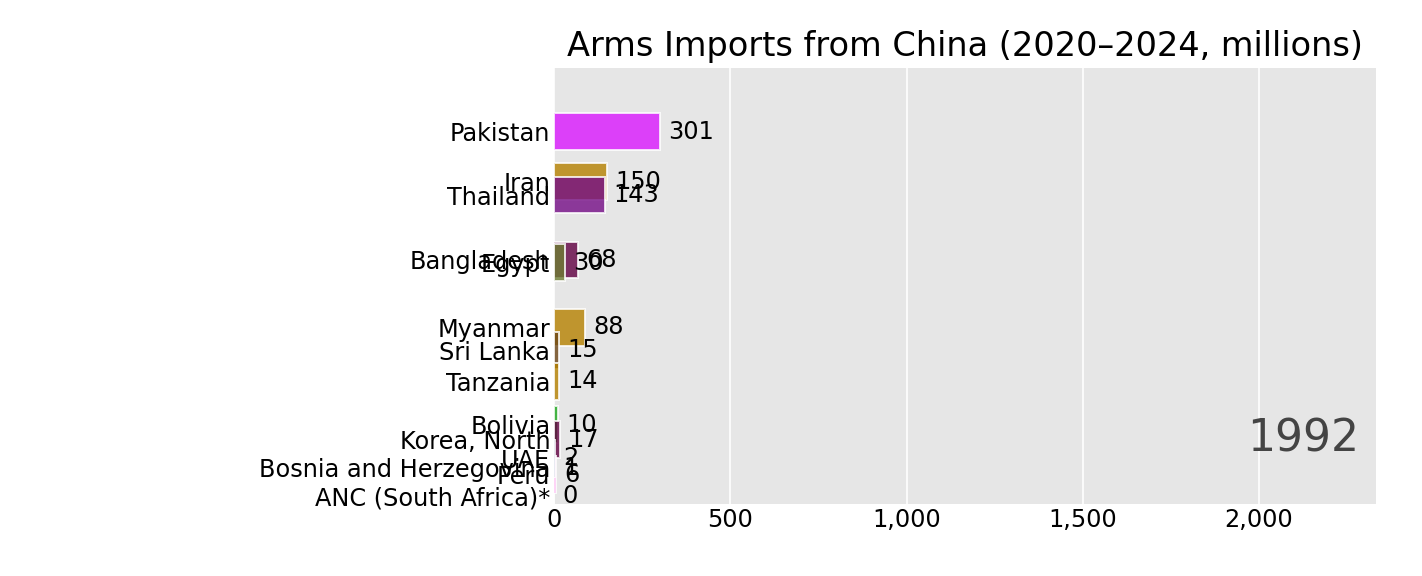 Arms Imports from China (2020–2024, millions)
Pakistan 301
Iran 150
Thailand 143
Bangladesh 68
Egypt 30
Myanmar 88
Sri Lanka 15
Tanzania 14
Bolivia 10
Korea, North 17
UAE 2
Bosnia and Herzegovina 1
Peru 6
ANC (South Africa)* 0
1992
0 500 1,000 1,500 2,000